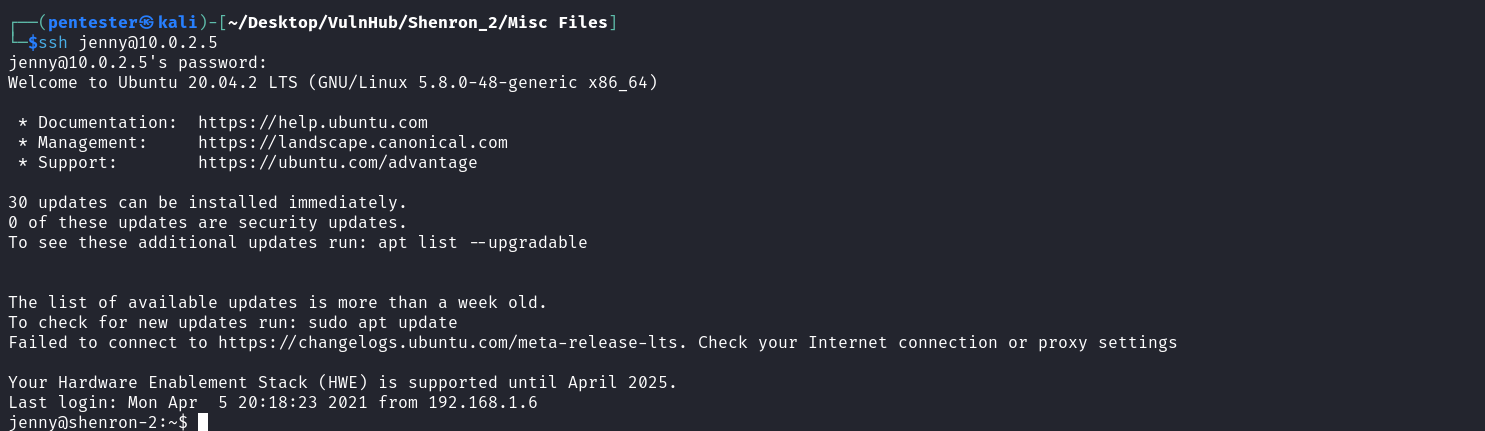 ┌──(pentester㉿kali)-[~/Desktop/VulnHub/Shenron_2/Misc Files]
└─$ssh jenny@10.0.2.5
jenny@10.0.2.5's password:
Welcome to Ubuntu 20.04.2 LTS (GNU/Linux 5.8.0-48-generic x86_64)
 * Documentation:  https://help.ubuntu.com
 * Management:     https://landscape.canonical.com
 * Support:        https://ubuntu.com/advantage
30 updates can be installed immediately.
0 of these updates are security updates.
To see these additional updates run: apt list --upgradable
The list of available updates is more than a week old.
To check for new updates run: sudo apt update
Failed to connect to https://changelogs.ubuntu.com/meta-release-lts. Check your Internet connection or proxy settings
Your Hardware Enablement Stack (HWE) is supported until April 2025.
Last login: Mon Apr  5 20:18:23 2021 from 192.168.1.6
jenny@shenron-2:~$